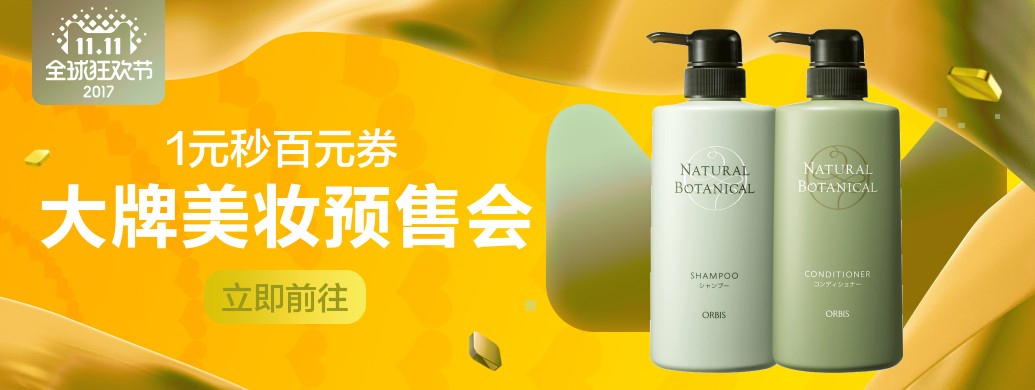 11.11
全球狂欢节
2017
1元秒百元券
大牌美妆预售会
立即前往
NATURAL
BOTANICAL
SHAMPOO
シャンプー
ORBIS
NATURAL
BOTANICAL
CONDITIONER
コンディショナー
ORBIS